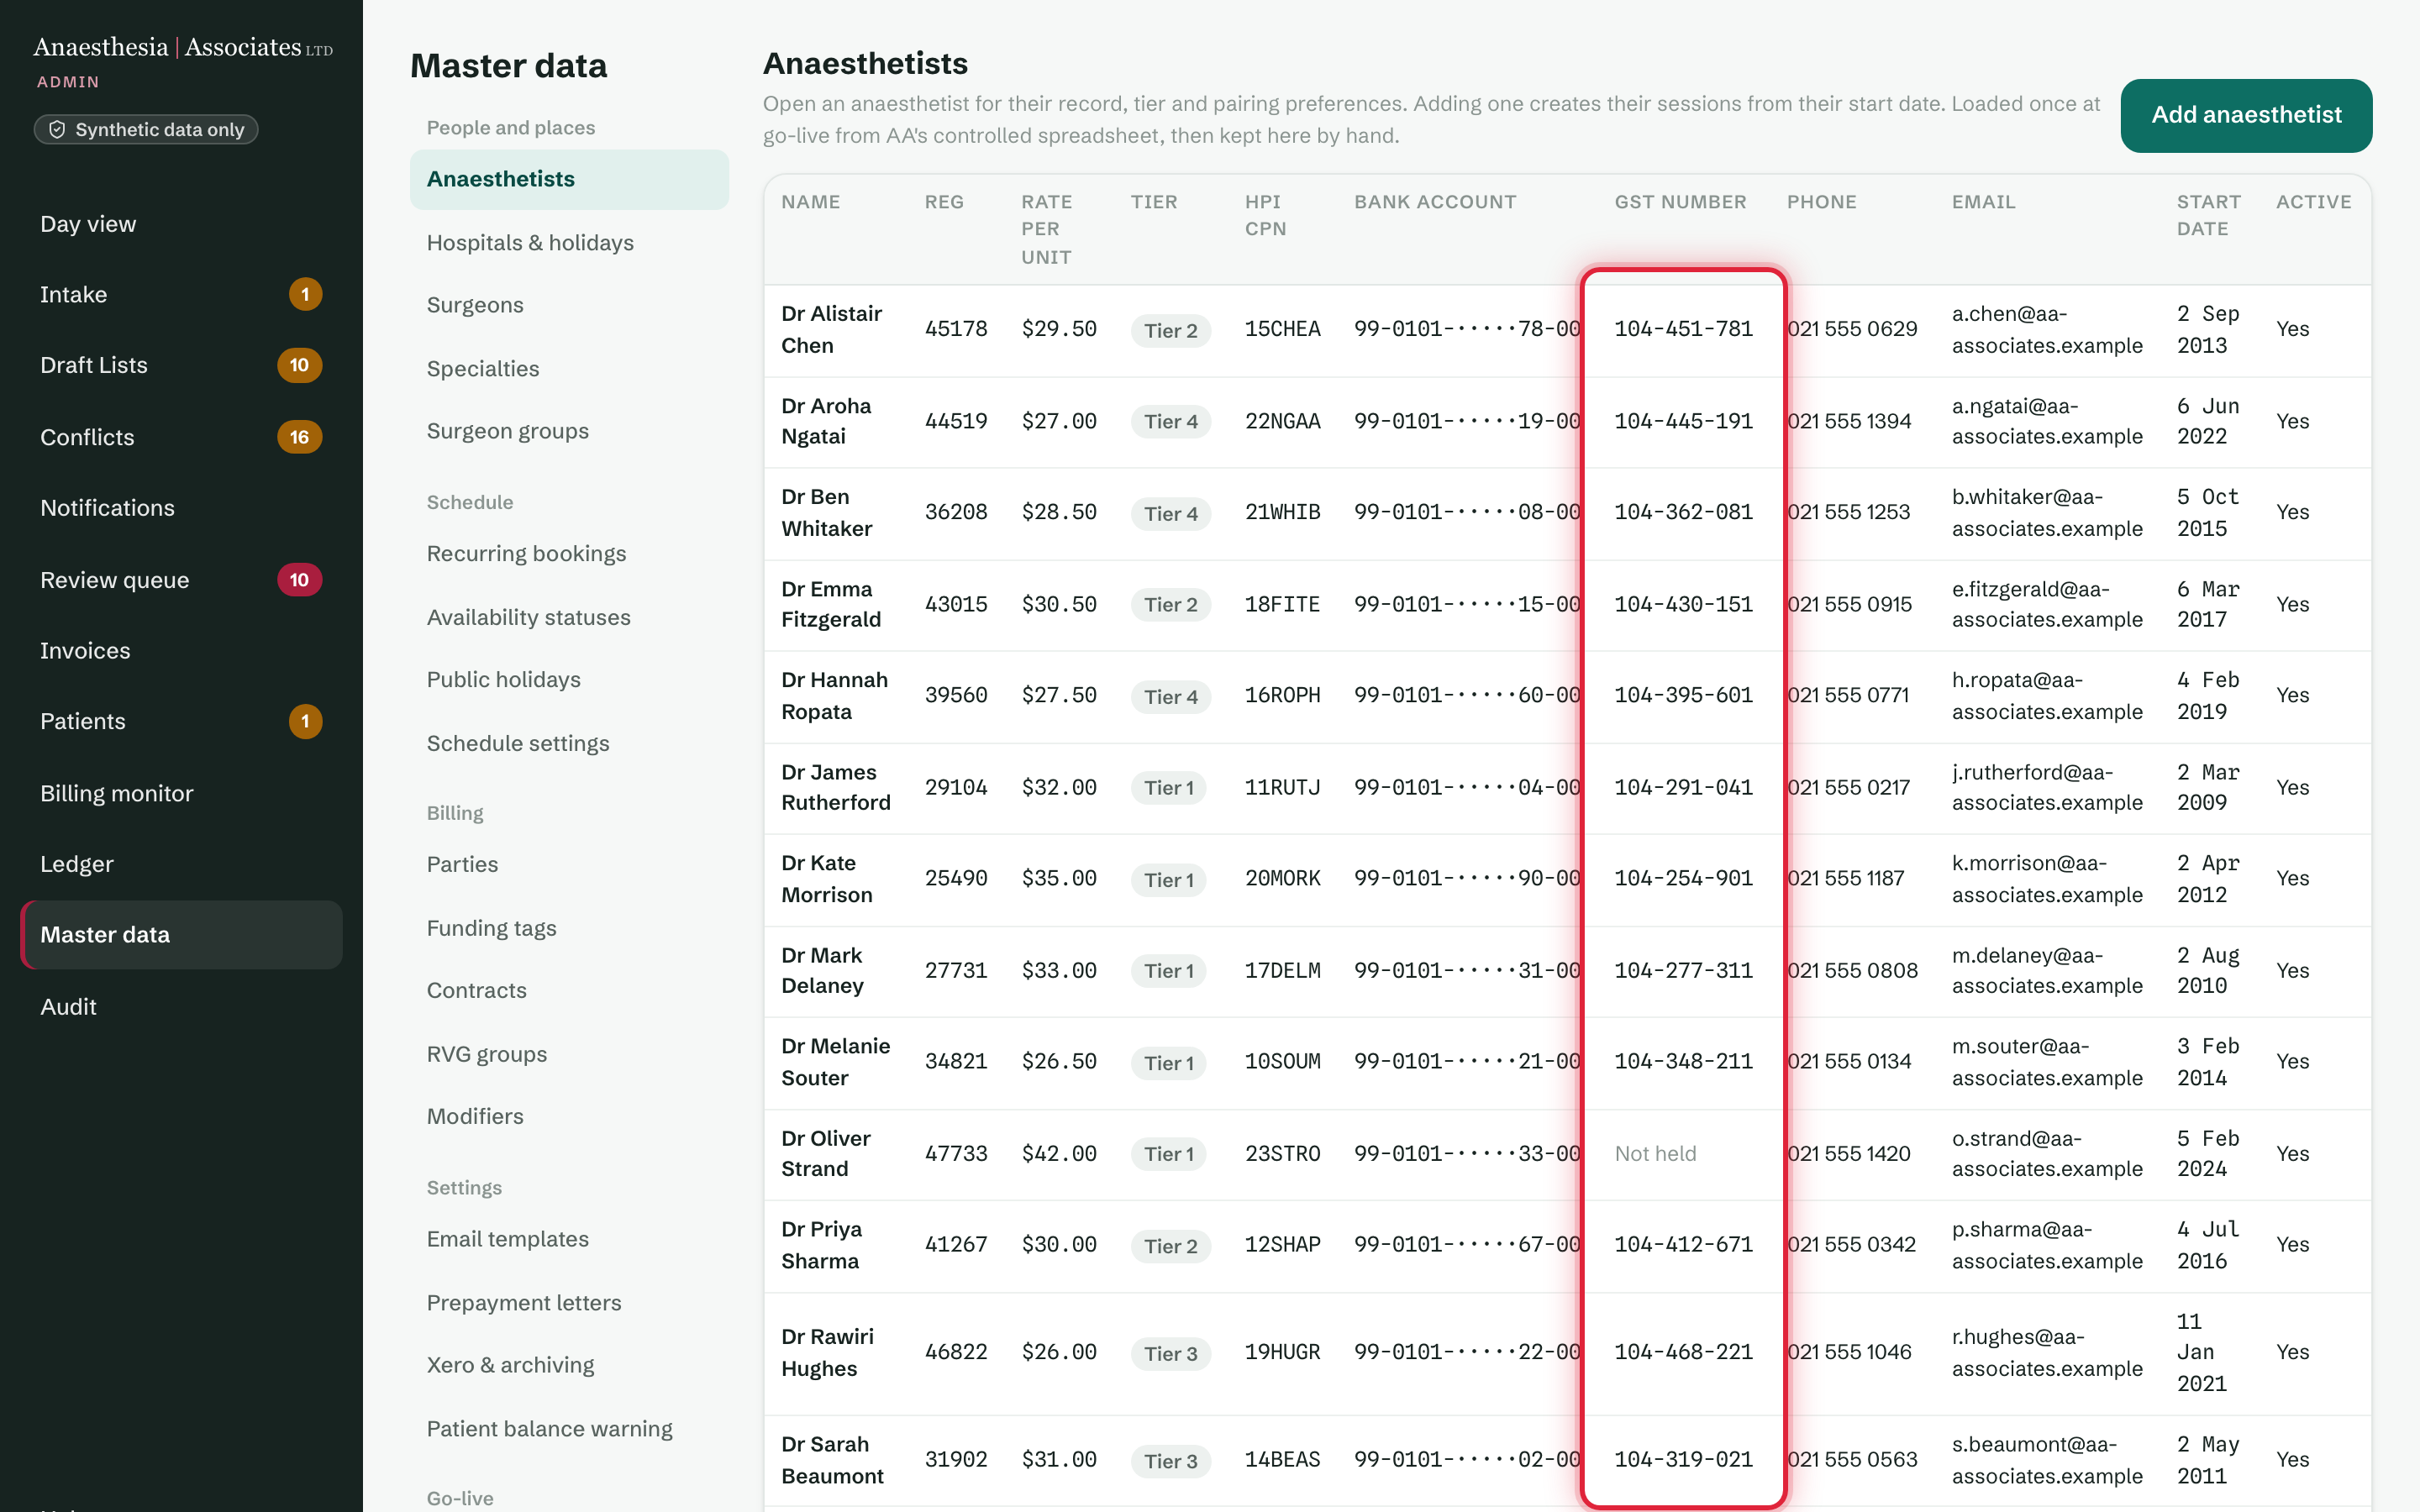 Anaesthesia | Associates LTD
ADMIN
Synthetic data only
Day view
Intake 1
Draft Lists 10
Conflicts 16
Notifications
Review queue 10
Invoices
Patients 1
Billing monitor
Ledger
Master data
Audit
Master data
People and places
Anaesthetists
Hospitals & holidays
Surgeons
Specialties
Surgeon groups
Schedule
Recurring bookings
Availability statuses
Public holidays
Schedule settings
Billing
Parties
Funding tags
Contracts
RVG groups
Modifiers
Settings
Email templates
Prepayment letters
Xero & archiving
Patient balance warning
Go-live
Anaesthetists
Open an anaesthetist for their record, tier and pairing preferences. Adding one creates their sessions from their start date. Loaded once at
go-live from AA's controlled spreadsheet, then kept here by hand.
Add anaesthetist
NAME REG RATE PER UNIT TIER HPI CPN BANK ACCOUNT GST NUMBER PHONE EMAIL START DATE ACTIVE
Dr Alistair Chen 45178 $29.50 Tier 2 15CHEA 99-0101-·····78-00 104-451-781 021 555 0629 a.chen@aa-associates.example 2 Sep 2013 Yes
Dr Aroha Ngatai 44519 $27.00 Tier 4 22NGAA 99-0101-·····19-00 104-445-191 021 555 1394 a.ngatai@aa-associates.example 6 Jun 2022 Yes
Dr Ben Whitaker 36208 $28.50 Tier 4 21WHIB 99-0101-·····08-00 104-362-081 021 555 1253 b.whitaker@aa-associates.example 5 Oct 2015 Yes
Dr Emma Fitzgerald 43015 $30.50 Tier 2 18FITE 99-0101-·····15-00 104-430-151 021 555 0915 e.fitzgerald@aa-associates.example 6 Mar 2017 Yes
Dr Hannah Ropata 39560 $27.50 Tier 4 16ROPH 99-0101-·····60-00 104-395-601 021 555 0771 h.ropata@aa-associates.example 4 Feb 2019 Yes
Dr James Rutherford 29104 $32.00 Tier 1 11RUTJ 99-0101-·····04-00 104-291-041 021 555 0217 j.rutherford@aa-associates.example 2 Mar 2009 Yes
Dr Kate Morrison 25490 $35.00 Tier 1 20MORK 99-0101-·····90-00 104-254-901 021 555 1187 k.morrison@aa-associates.example 2 Apr 2012 Yes
Dr Mark Delaney 27731 $33.00 Tier 1 17DELM 99-0101-·····31-00 104-277-311 021 555 0808 m.delaney@aa-associates.example 2 Aug 2010 Yes
Dr Melanie Souter 34821 $26.50 Tier 1 10SOUM 99-0101-·····21-00 104-348-211 021 555 0134 m.souter@aa-associates.example 3 Feb 2014 Yes
Dr Oliver Strand 47733 $42.00 Tier 1 23STRO 99-0101-·····33-00 Not held 021 555 1420 o.strand@aa-associates.example 5 Feb 2024 Yes
Dr Priya Sharma 41267 $30.00 Tier 2 12SHAP 99-0101-·····67-00 104-412-671 021 555 0342 p.sharma@aa-associates.example 4 Jul 2016 Yes
Dr Rawiri Hughes 46822 $26.00 Tier 3 19HUGR 99-0101-·····22-00 104-468-221 021 555 1046 r.hughes@aa-associates.example 11 Jan 2021 Yes
Dr Sarah Beaumont 31902 $31.00 Tier 3 14BEAS 99-0101-·····02-00 104-319-021 021 555 0563 s.beaumont@aa-associates.example 2 May 2011 Yes